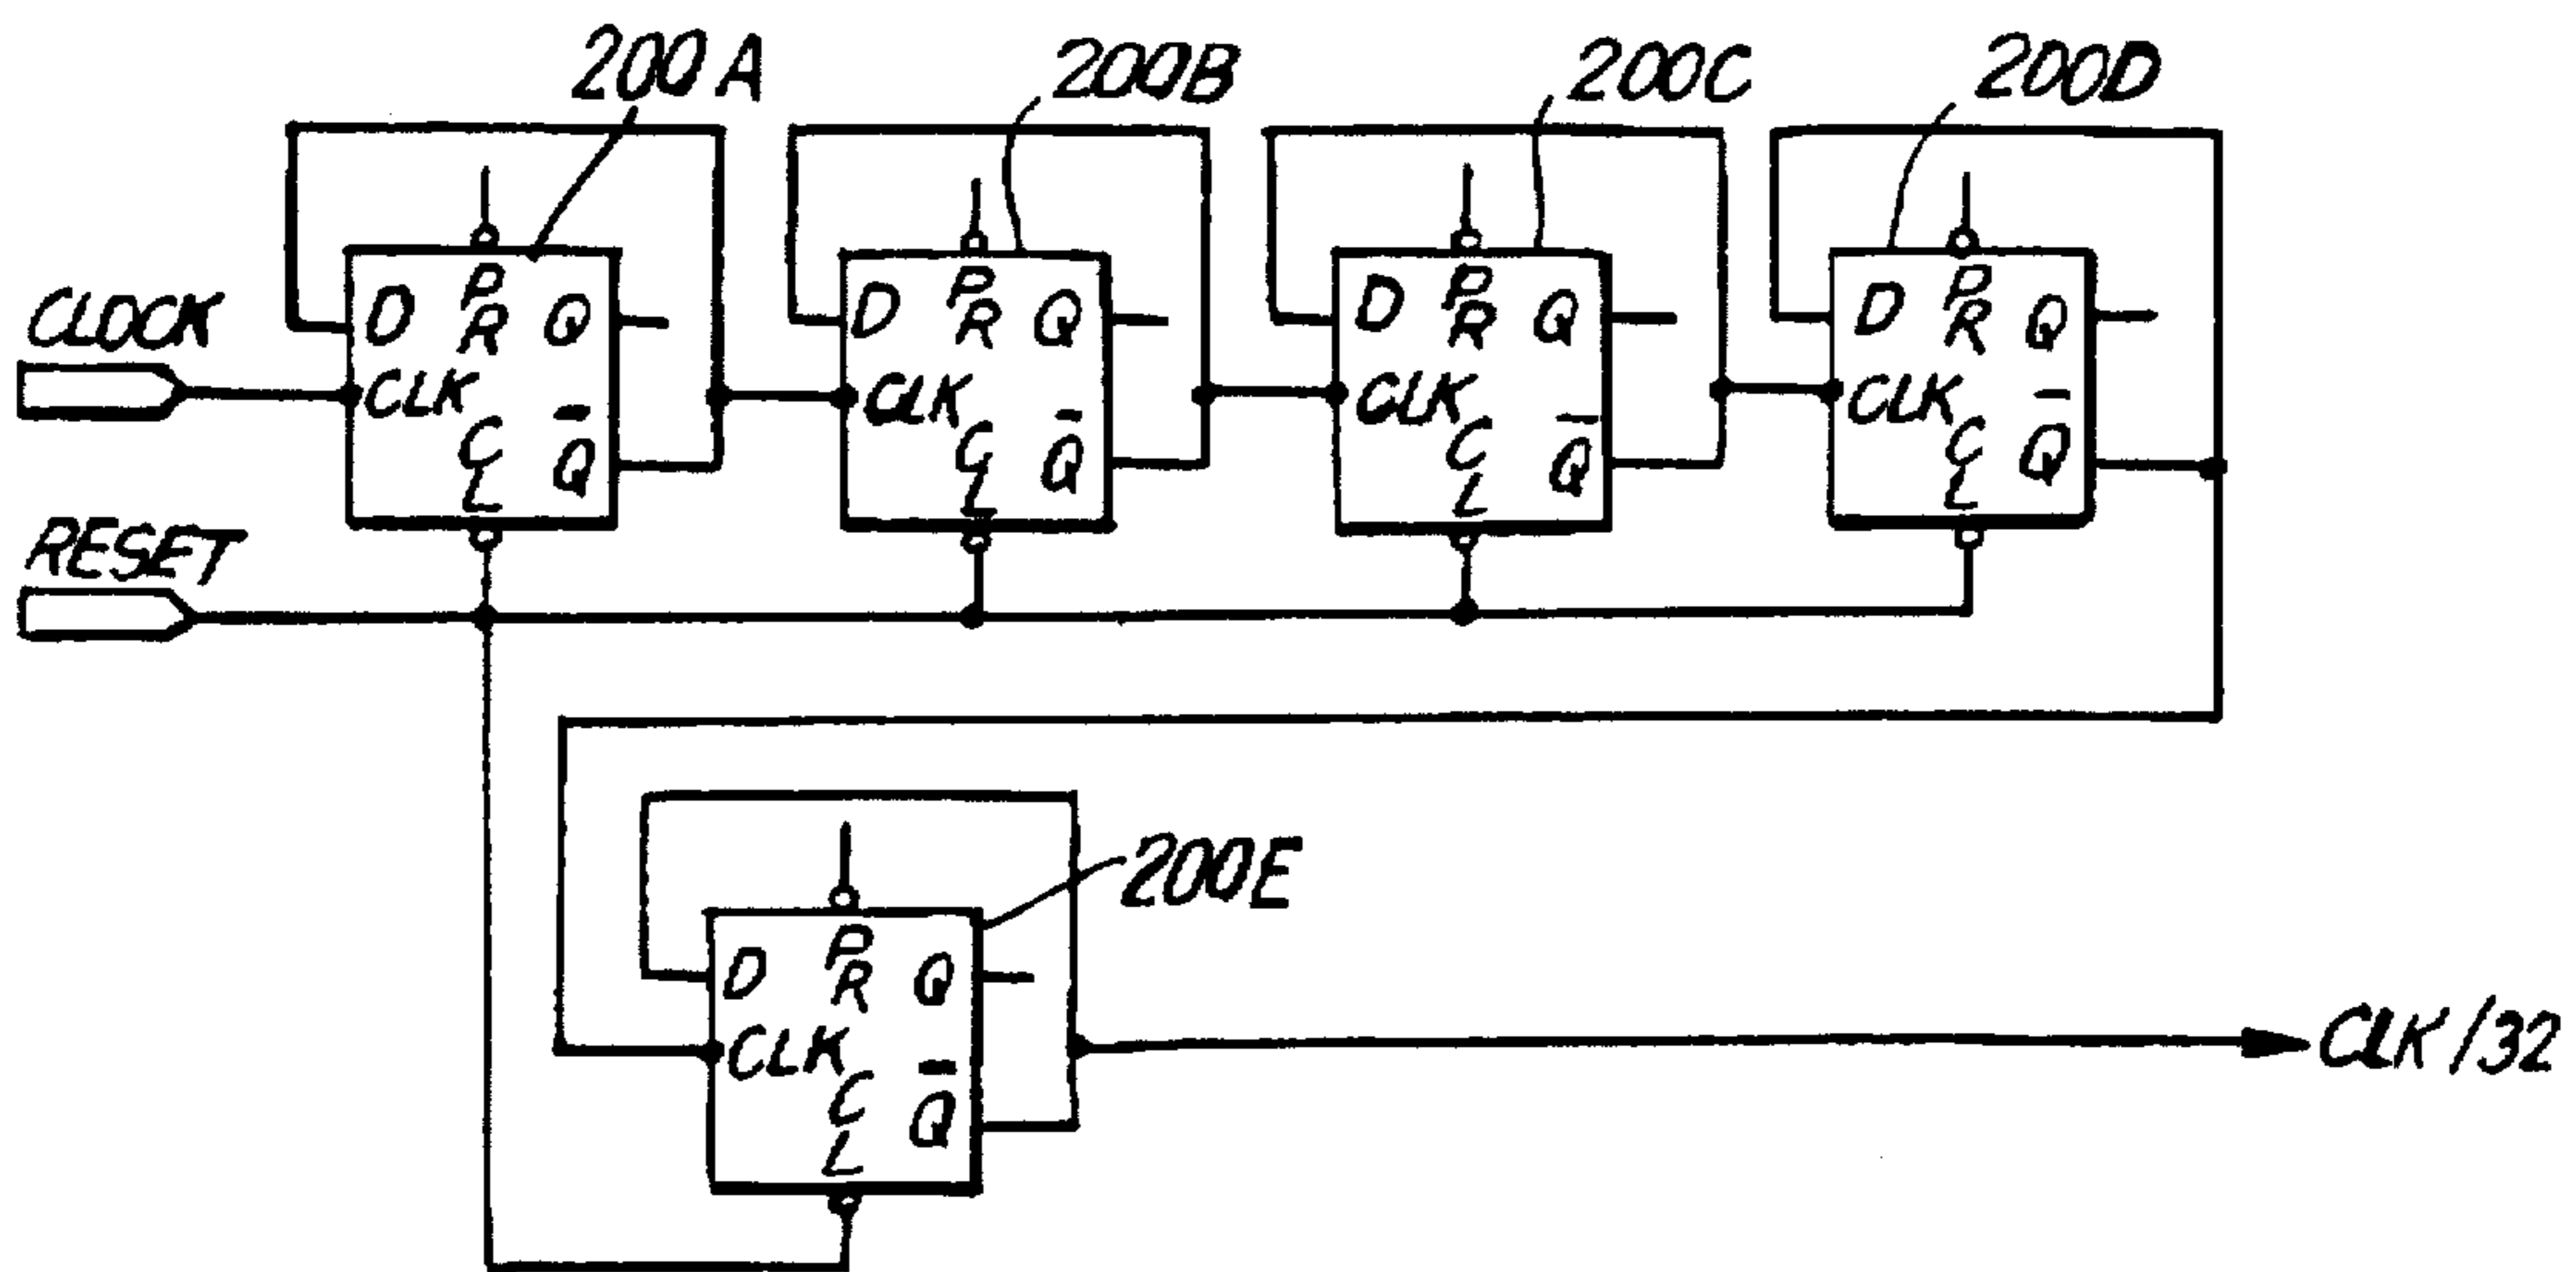 200A
200B
200C
200D
CLOCK
RESET
D PR Q
CLK
CL Q̅
D PR Q
CLK
CL Q̅
D PR Q
CLK
CL Q̅
D PR Q
CLK
CL Q̅
200E
D PR Q
CLK
CL Q̅
CLK/32